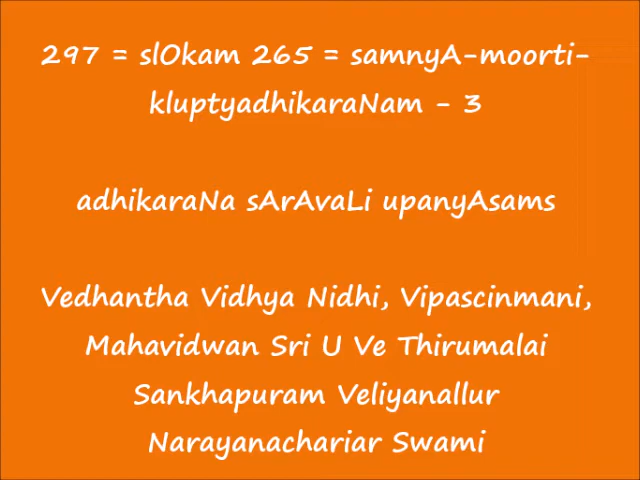 297 = slOkam 265 = samnyA-moorti-
kluptyadhikaraNam - 3
adhikaraNa sArAvaLi upanyAsams
Vedhantha Vidhya Nidhi, Vipascinmani,
Mahavidwan Sri U Ve Thirumalai
Sankhapuram Veliyanallur
Narayanachariar Swami